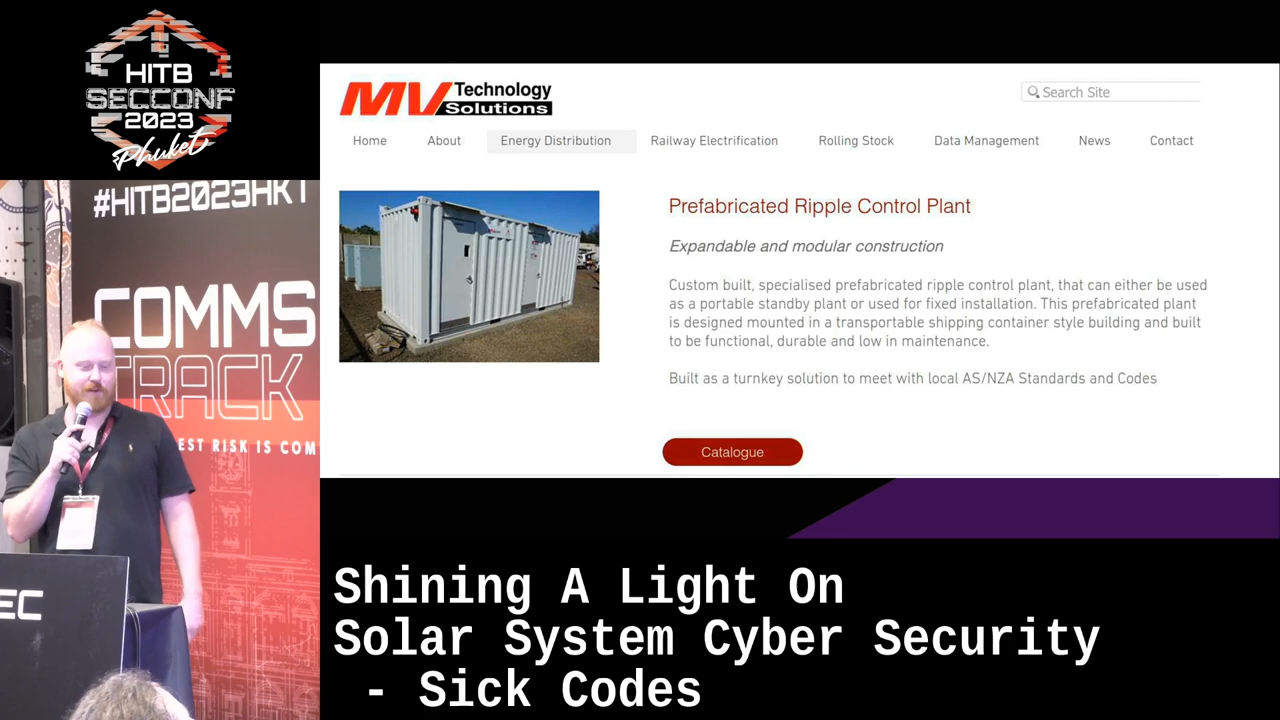 HITB
SECCONF
2023
Phuket
#HITB2023HKT
COMMS
TRACK
EST RISK IS COM
EC
MV Technology
Solutions
Search Site
Home About Energy Distribution Railway Electrification Rolling Stock Data Management News Contact
Prefabricated Ripple Control Plant
Expandable and modular construction
Custom built, specialised prefabricated ripple control plant, that can either be used
as a portable standby plant or used for fixed installation. This prefabricated plant
is designed mounted in a transportable shipping container style building and built
to be functional, durable and low in maintenance.
Built as a turnkey solution to meet with local AS/NZA Standards and Codes
Catalogue
Shining A Light On
Solar System Cyber Security
- Sick Codes